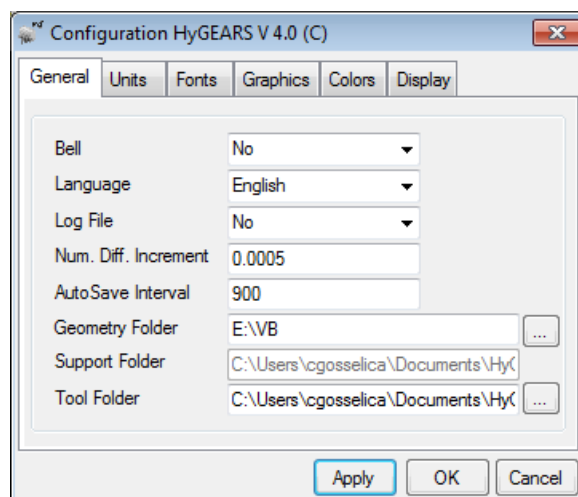 Configuration HyGEARS V 4.0 (C)
General Units Fonts Graphics Colors Display
Bell No
Language English
Log File No
Num. Diff. Increment 0.0005
AutoSave Interval 900
Geometry Folder E:\VB ...
Support Folder C:\Users\cgosselica\Documents\Hy
Tool Folder C:\Users\cgosselica\Documents\Hy ...
Apply OK Cancel